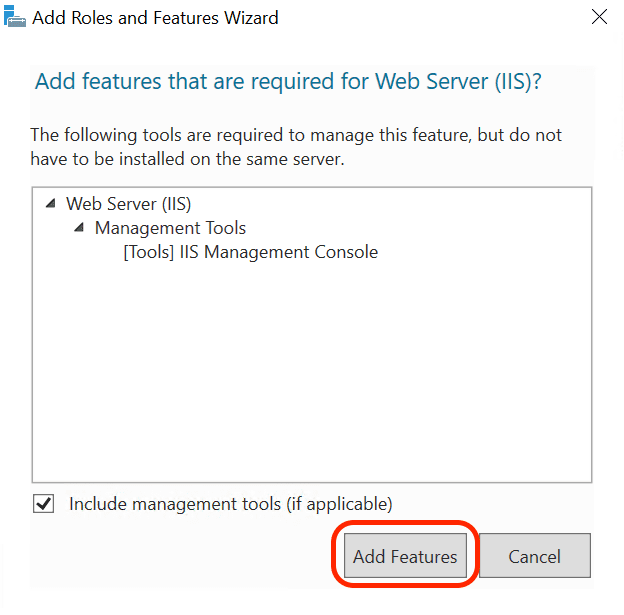 Add Roles and Features Wizard
Add features that are required for Web Server (IIS)?
The following tools are required to manage this feature, but do not
have to be installed on the same server.
Web Server (IIS)
Management Tools
[Tools] IIS Management Console
Include management tools (if applicable)
Add Features
Cancel